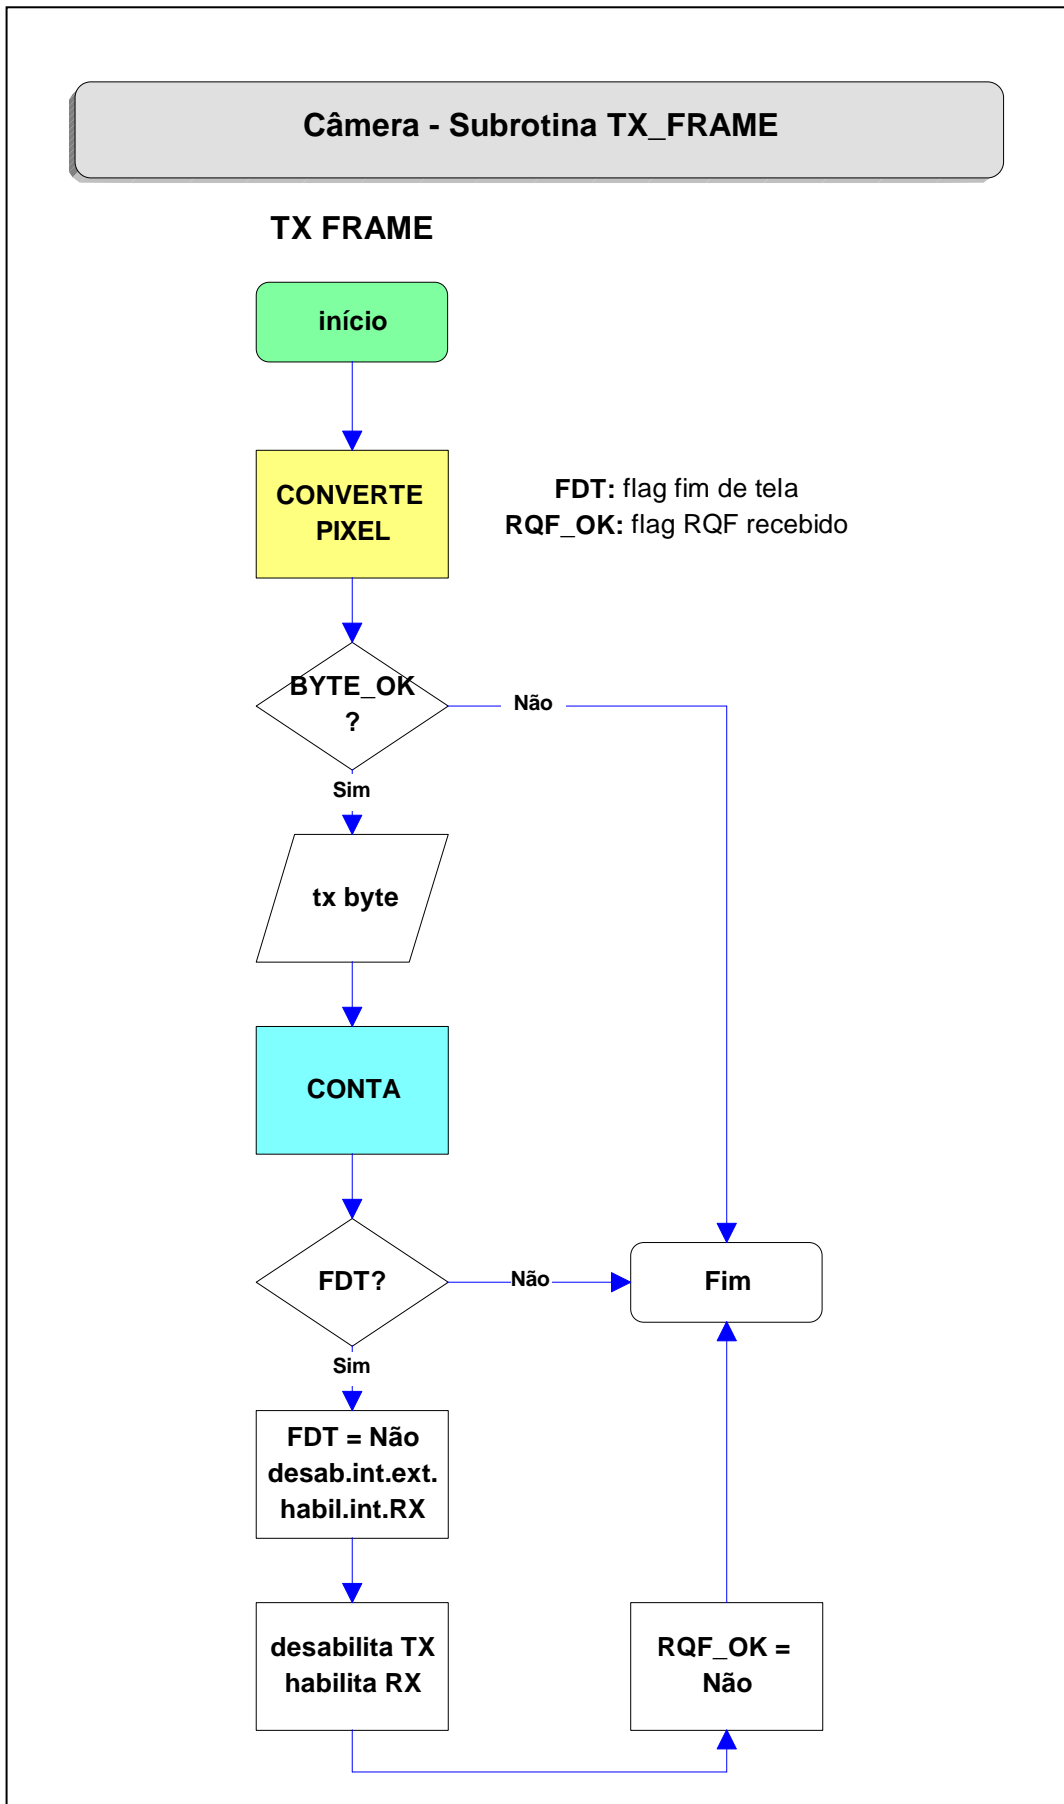 Câmera - Subrotina TX_FRAME
TX FRAME
início
CONVERTE
PIXEL
FDT: flag fim de tela
RQF_OK: flag RQF recebido
BYTE_OK
?
Não
Sim
tx byte
CONTA
FDT?
Não
Fim
Sim
FDT = Não
desab.int.ext.
habil.int.RX
desabilita TX
habilita RX
RQF_OK =
Não